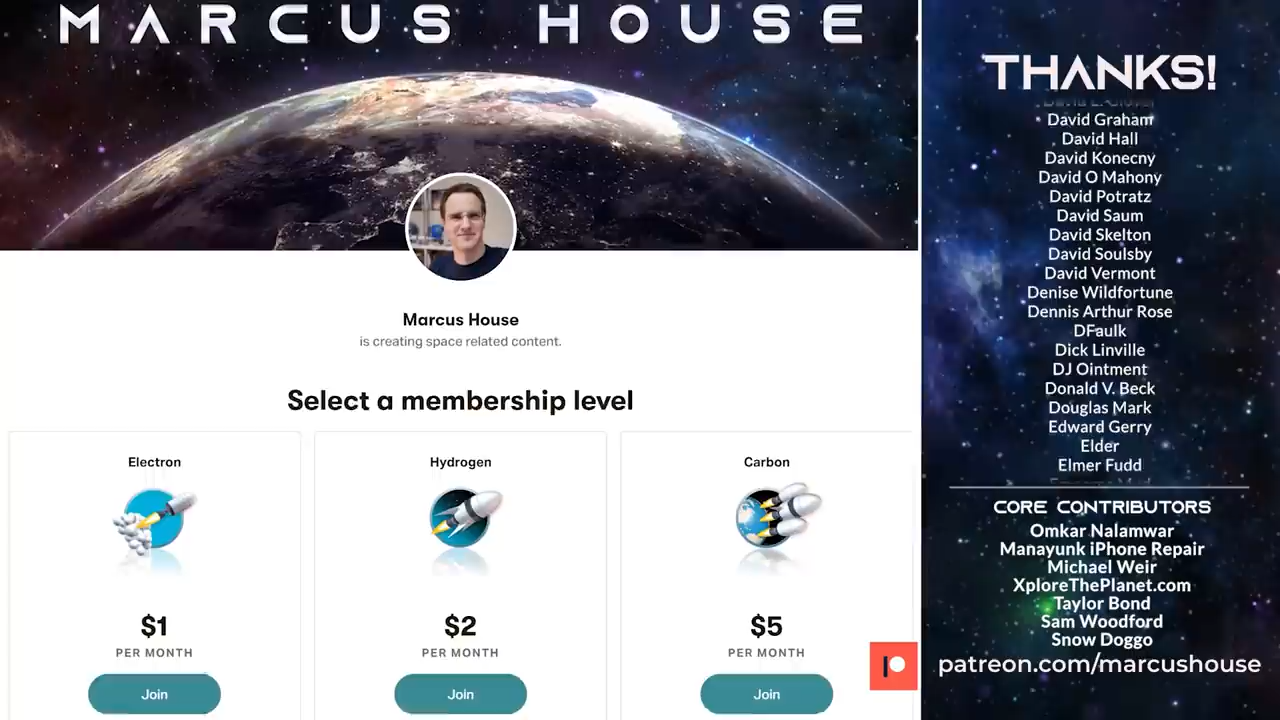 MARCUS HOUSE
Marcus House
is creating space related content.
Select a membership level
Electron
$1
PER MONTH
Join
Hydrogen
$2
PER MONTH
Join
Carbon
$5
PER MONTH
Join
THANKS!
David Graham
David Hall
David Konecny
David O Mahony
David Potratz
David Saum
David Skelton
David Soulsby
David Vermont
Denise Wildfortune
Dennis Arthur Rose
DFaulk
Dick Linville
DJ Ointment
Donald V. Beck
Douglas Mark
Edward Gerry
Elder
Elmer Fudd
CORE CONTRIBUTORS
Omkar Nalamwar
Manayunk iPhone Repair
Michael Weir
XploreThePlanet.com
Taylor Bond
Sam Woodford
Snow Doggo
patreon.com/marcushouse